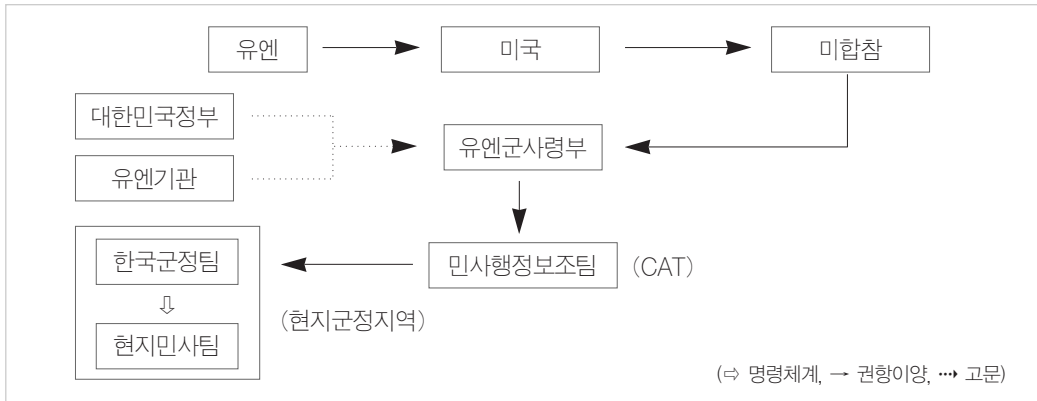 유엔
미국
미합참
대한민국정부
유엔군사령부
유엔기관
한국군정팀
민사행정보조팀 (CAT)
⇩
(현지군정지역)
현지민사팀
(⇨ 명령체계, → 권항이양, ⋯▸ 고문)